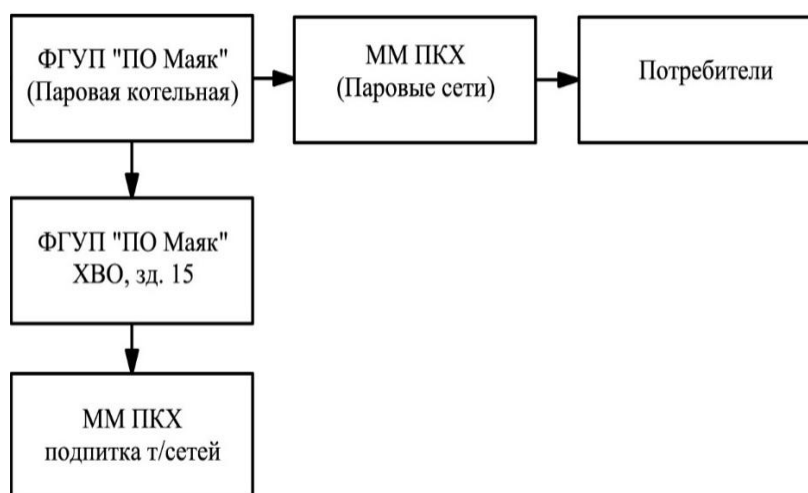 ФГУП "ПО Маяк"
(Паровая котельная)
ММ ПКХ
(Паровые сети)
Потребители
ФГУП "ПО Маяк"
ХВО, зд. 15
ММ ПКХ
подпитка т/сетей